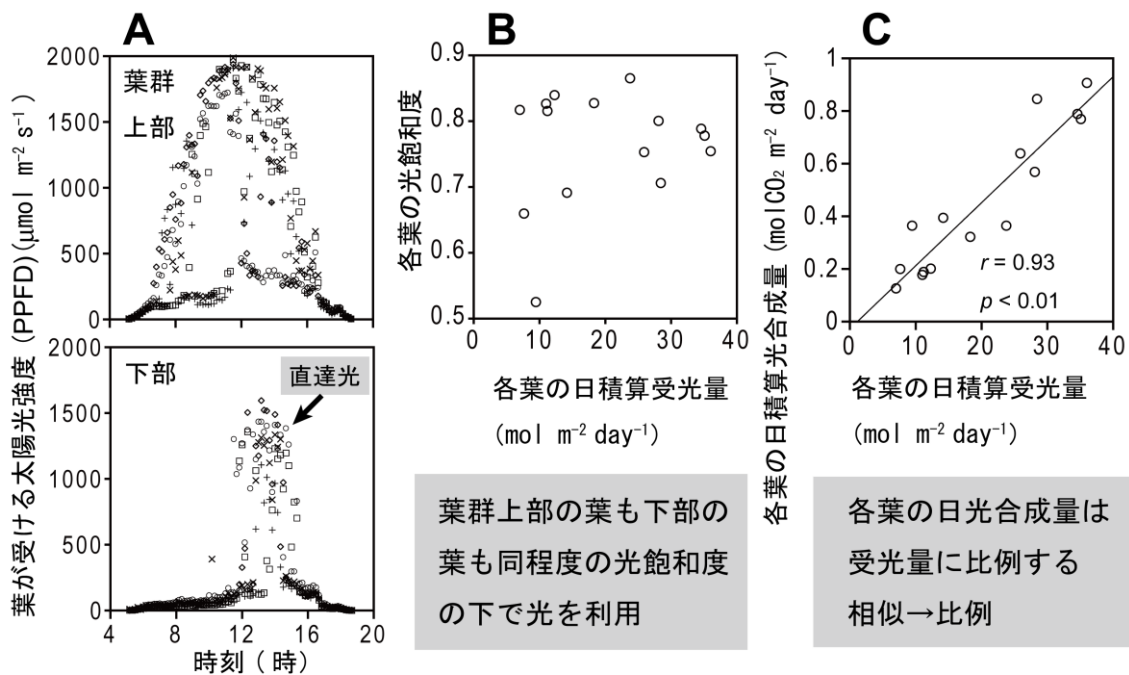 A
葉が受ける太陽光強度 (PPFD) (μmol m⁻² s⁻¹)
2000
1500
1000
500
0
葉群
上部
2000
1500
1000
500
0
下部
直達光
4
8
12
16
20
時刻 ( 時)
B
各葉の光飽和度
0.9
0.8
0.7
0.6
0.5
0
10
20
30
40
各葉の日積算受光量
(mol m⁻² day⁻¹)
葉群上部の葉も下部の
葉も同程度の光飽和度
の下で光を利用
C
各葉の日積算光合成量 (molCO₂ m⁻² day⁻¹)
1
0.8
0.6
0.4
0.2
0
r = 0.93
p < 0.01
0
10
20
30
40
各葉の日積算受光量
(mol m⁻² day⁻¹)
各葉の日光合成量は
受光量に比例する
相似→比例